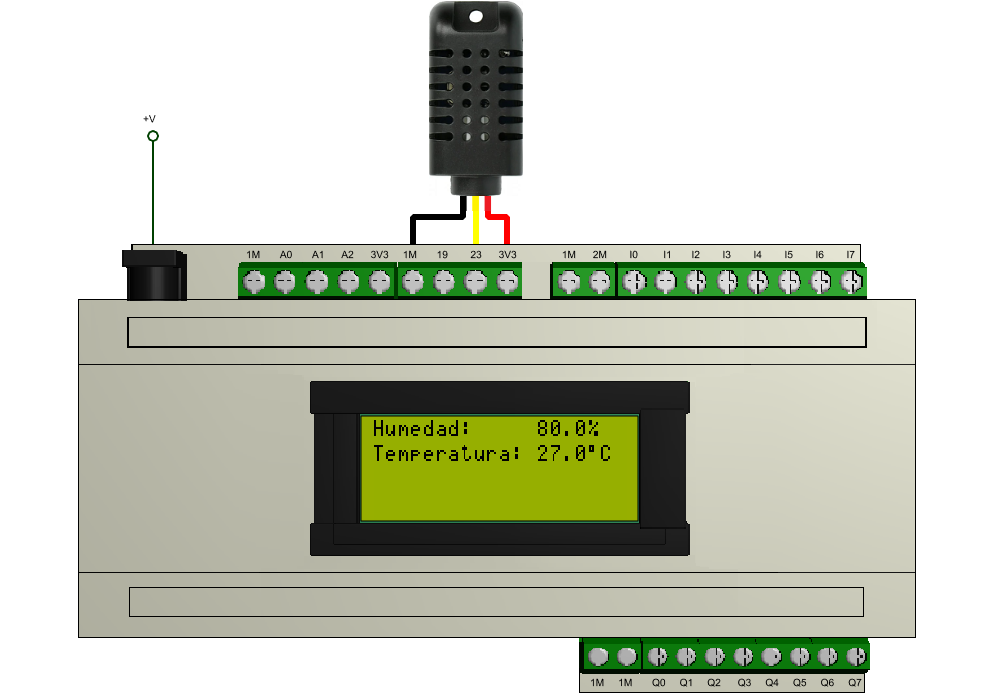 +V
1M A0 A1 A2 3V3 1M 19 23 3V3 1M 2M I0 I1 I2 I3 I4 I5 I6 I7
Humedad: 80.0%
Temperatura: 27.0°C
1M 1M Q0 Q1 Q2 Q3 Q4 Q5 Q6 Q7